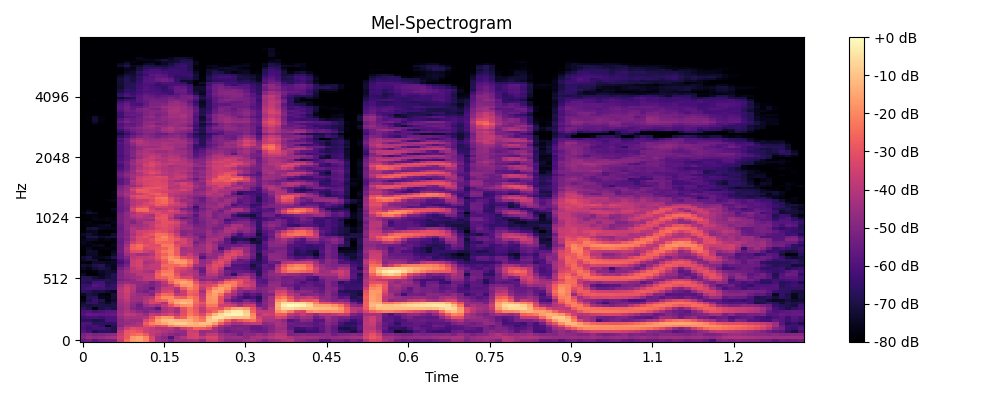 Mel-Spectrogram
+0 dB
-10 dB
-20 dB
-30 dB
-40 dB
-50 dB
-60 dB
-70 dB
-80 dB
Hz
4096
2048
1024
512
0
0 0.15 0.3 0.45 0.6 0.75 0.9 1.1 1.2
Time